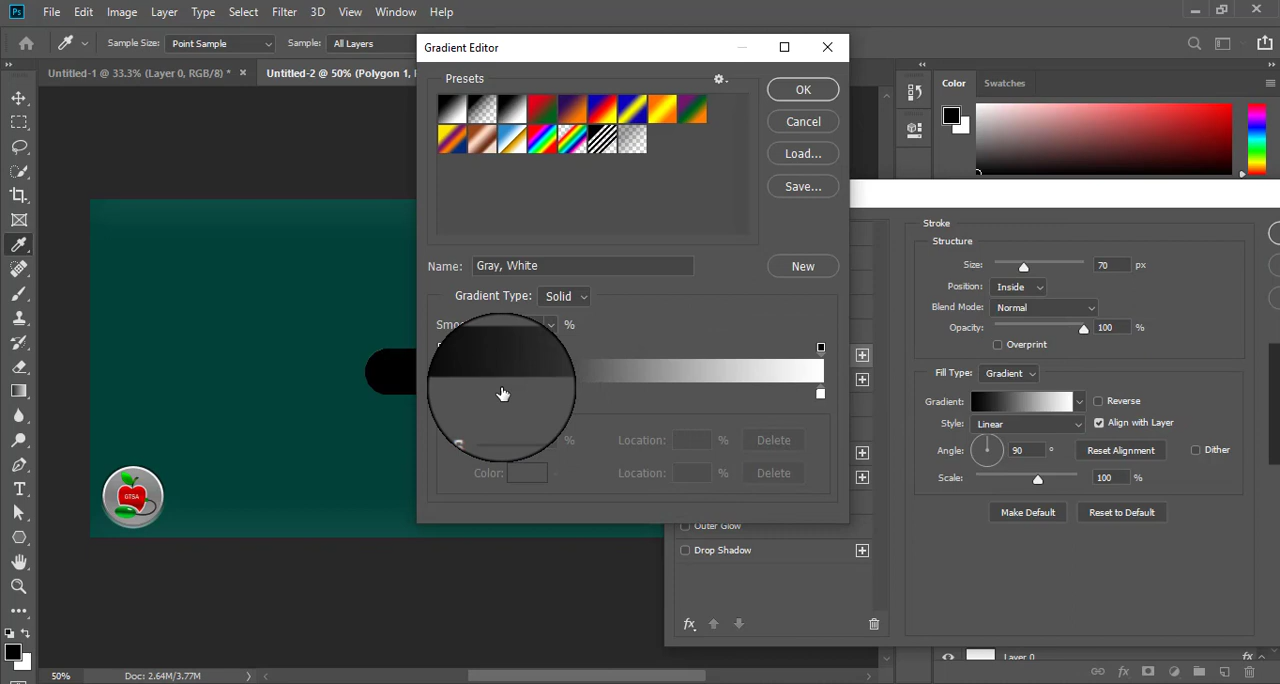 Ps File Edit Image Layer Type Select Filter 3D View Window Help
Sample Size: Point Sample Sample: All Layers
Untitled-1 @ 33.3% (Layer 0, RGB/8) * ×
Untitled-2 @ 50% (Polygon 1,
Gradient Editor
Presets
OK
Cancel
Load...
Save...
Name: Gray, White
New
Gradient Type: Solid
%
%
Location: % Delete
Color: Location: % Delete
Color Swatches
Stroke
Structure
Size: 70 px
Position: Inside
Blend Mode: Normal
Opacity: 100 %
Overprint
Fill Type: Gradient
Gradient: Reverse
Style: Linear Align with Layer
Angle: 90 ° Reset Alignment Dither
Scale: 100 %
Make Default Reset to Default
Outer Glow
Drop Shadow
fx
GTSA
Layer 0 fx
fx
50% Doc: 2.64M/3.77M